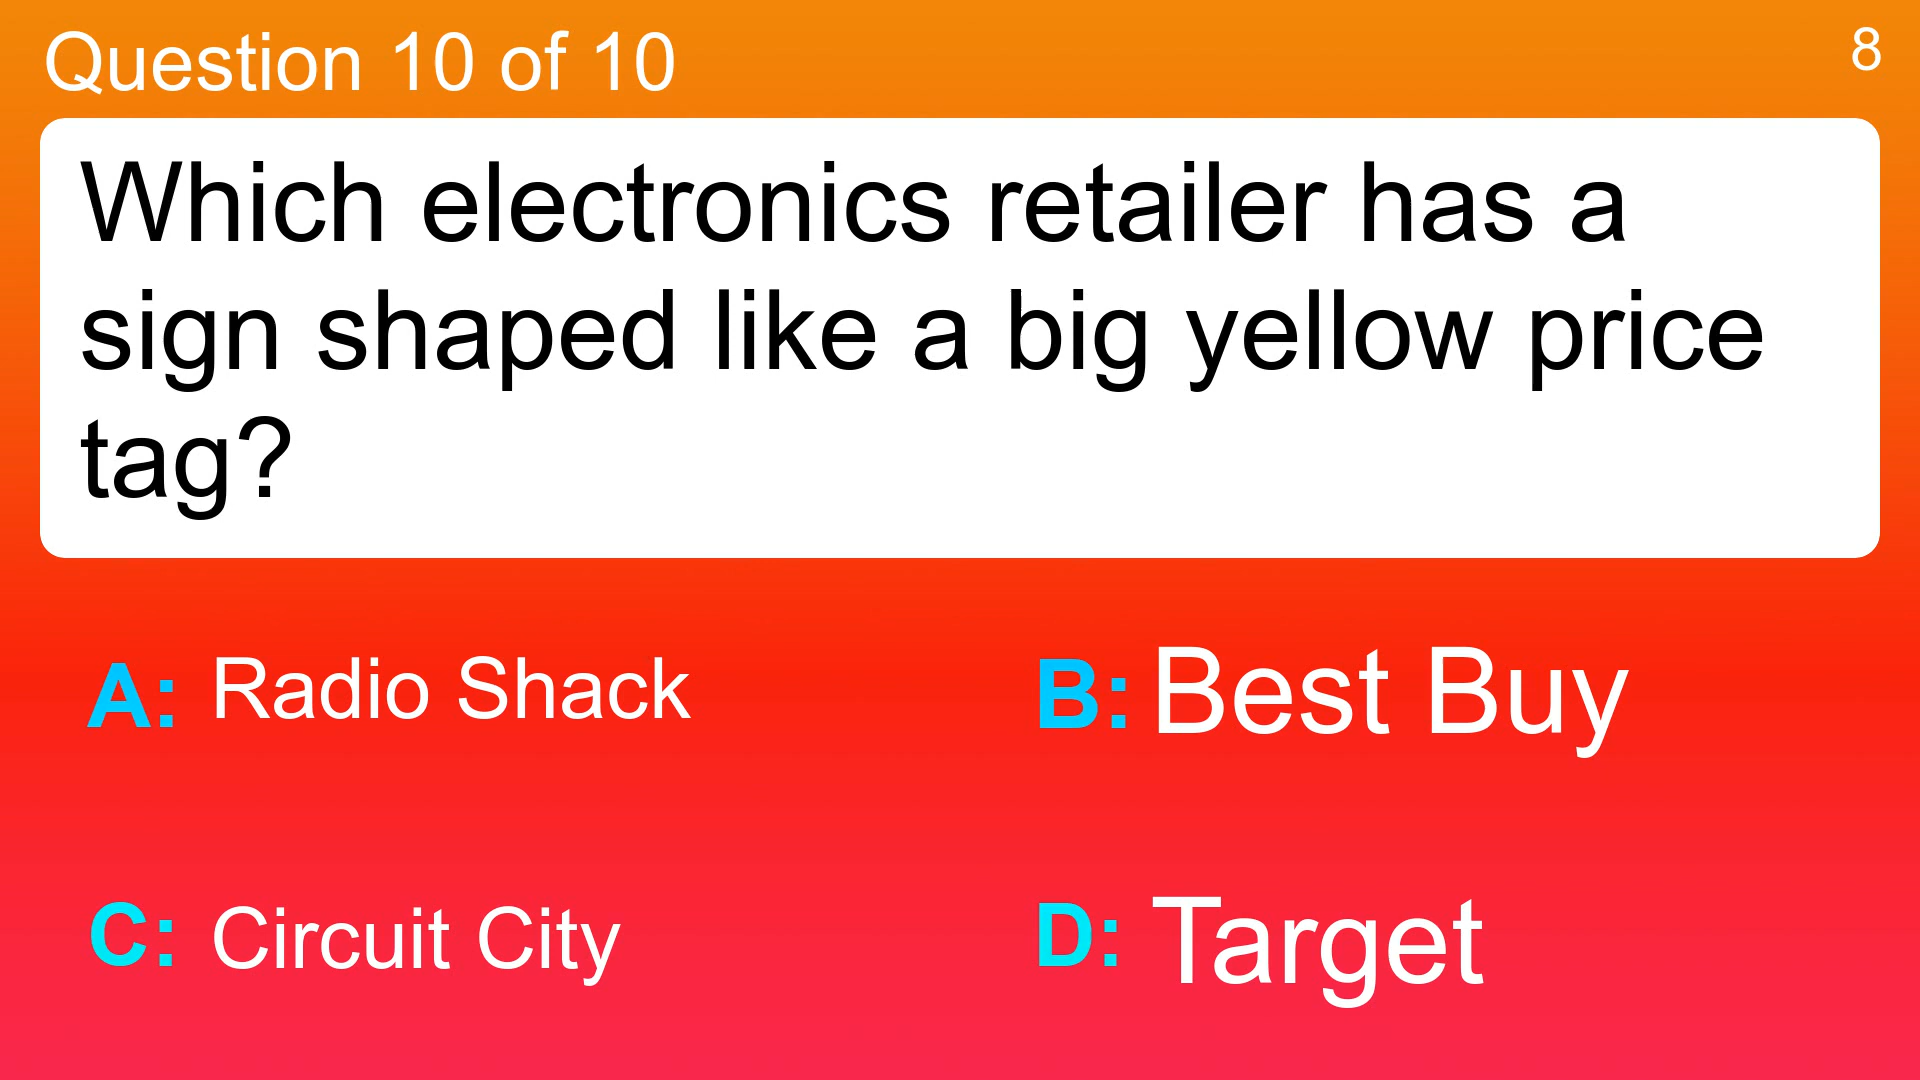 Question 10 of 10
8
Which electronics retailer has a
sign shaped like a big yellow price
tag?
A: Radio Shack
B: Best Buy
C: Circuit City
D: Target